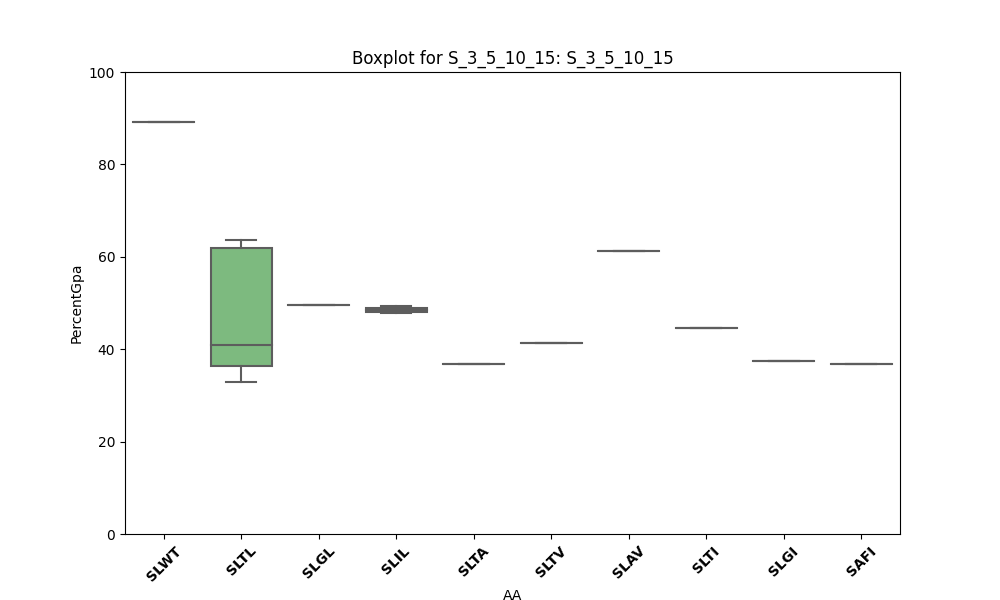 Boxplot for S_3_5_10_15: S_3_5_10_15
100
80
60
40
20
0
PercentGpa
SLWT
SLTL
SLGL
SLIL
SLTA
SLTV
SLAV
SLTI
SLGI
SAFI
AA